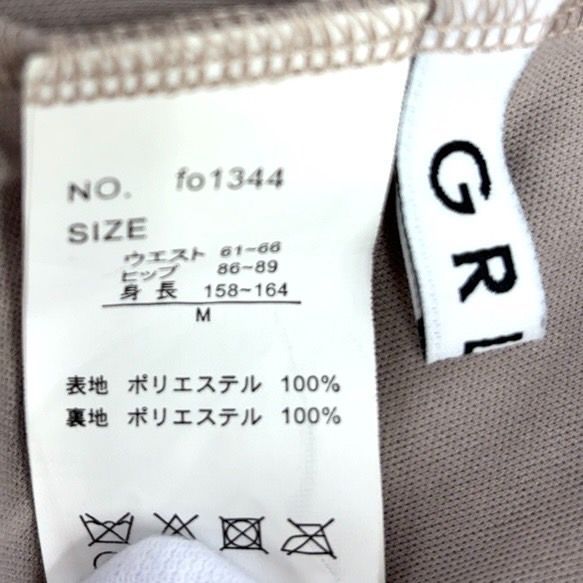 NO. fo1344
SIZE
ウエスト 61~66
ヒップ 86~89
身長 158~164
M
表地 ポリエステル 100%
裏地 ポリエステル 100%
GR